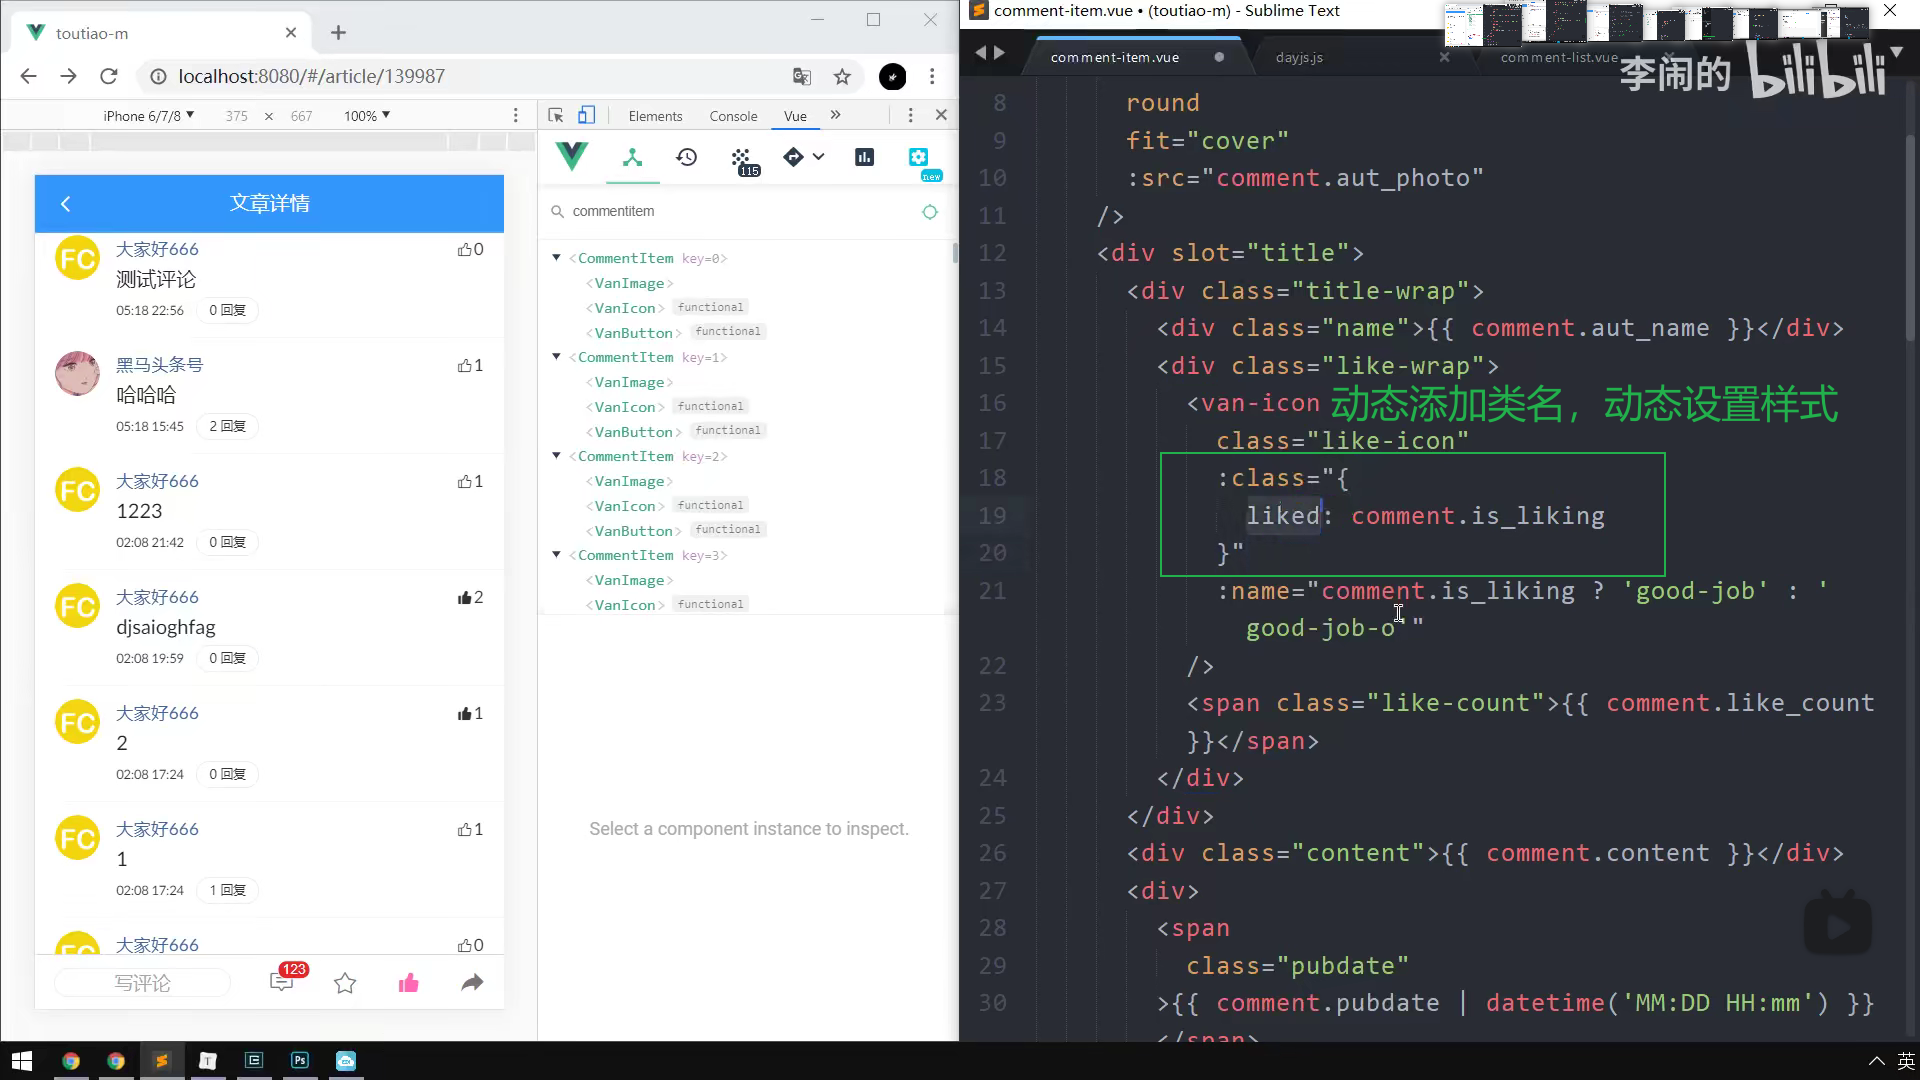 toutiao-m
localhost:8080/#/article/139987
iPhone 6/7/8 375 × 667 100%
Elements Console Vue
115
new
commentitem
文章详情
FC 大家好666 0
测试评论
05:18 22:56 0 回复
黑马头条号 1
哈哈哈
05:18 15:45 2 回复
FC 大家好666 1
1223
02:08 21:42 0 回复
FC 大家好666 2
djsaioghfag
02:08 19:59 0 回复
FC 大家好666 1
2
02:08 17:24 0 回复
FC 大家好666 1
1
02:08 17:24 1 回复
FC 大家好666 0
写评论 123
<CommentItem key=0>
<VanImage>
<VanIcon> functional
<VanButton> functional
<CommentItem key=1>
<VanImage>
<VanIcon> functional
<VanButton> functional
<CommentItem key=2>
<VanImage>
<VanIcon> functional
<VanButton> functional
<CommentItem key=3>
<VanImage>
<VanIcon> functional
Select a component instance to inspect.
comment-item.vue • (toutiao-m) - Sublime Text
comment-item.vue dayjs.js comment-list.vue
李闹的 bilibili
8 round
9 fit="cover"
10 :src="comment.aut_photo"
11 />
12 <div slot="title">
13 <div class="title-wrap">
14 <div class="name">{{ comment.aut_name }}</div>
15 <div class="like-wrap">
16 <van-icon 动态添加类名，动态设置样式
17 class="like-icon"
18 :class="{
19 liked: comment.is_liking
20 }"
21 :name="comment.is_liking ? 'good-job' : '
good-job-o'"
22 />
23 <span class="like-count">{{ comment.like_count
}}</span>
24 </div>
25 </div>
26 <div class="content">{{ comment.content }}</div>
27 <div>
28 <span
29 class="pubdate"
30 >{{ comment.pubdate | datetime('MM:DD HH:mm') }}
</span>
T Ps 英